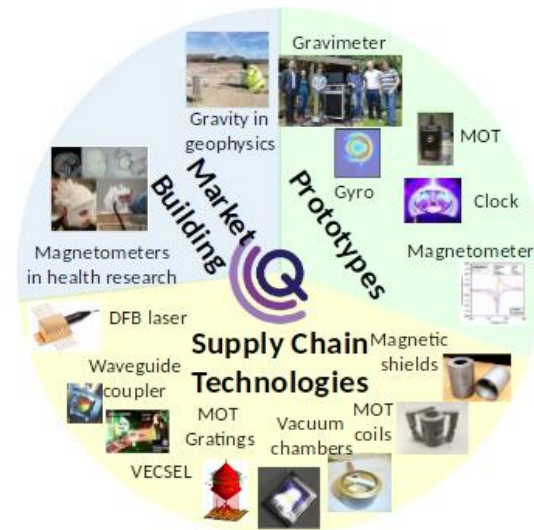 Gravimeter
Gravity in
geophysics
MOT
Gyro
Clock
Magnetometer
Magnetometers
in health research
Market
Building
Prototypes
Q
Supply Chain
Technologies
DFB laser
Waveguide
coupler
MOT
Gratings
VECSEL
Vacuum
chambers
MOT
coils
Magnetic
shields